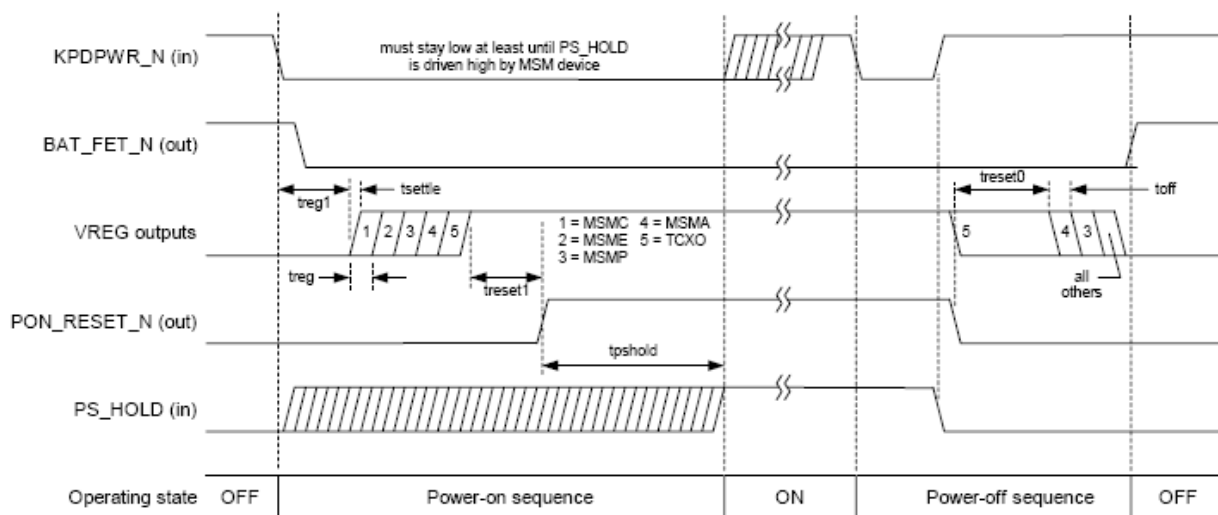 KPDPWR_N (in)
must stay low at least until PS_HOLD
is driven high by MSM device
BAT_FET_N (out)
treg1
tsettle
treset0
toff
VREG outputs
1 2 3 4 5
1 = MSMC 4 = MSMA
2 = MSME 5 = TCXO
3 = MSMP
5
4 3
treg
treset1
all
others
PON_RESET_N (out)
tpshold
PS_HOLD (in)
Operating state OFF Power-on sequence ON Power-off sequence OFF